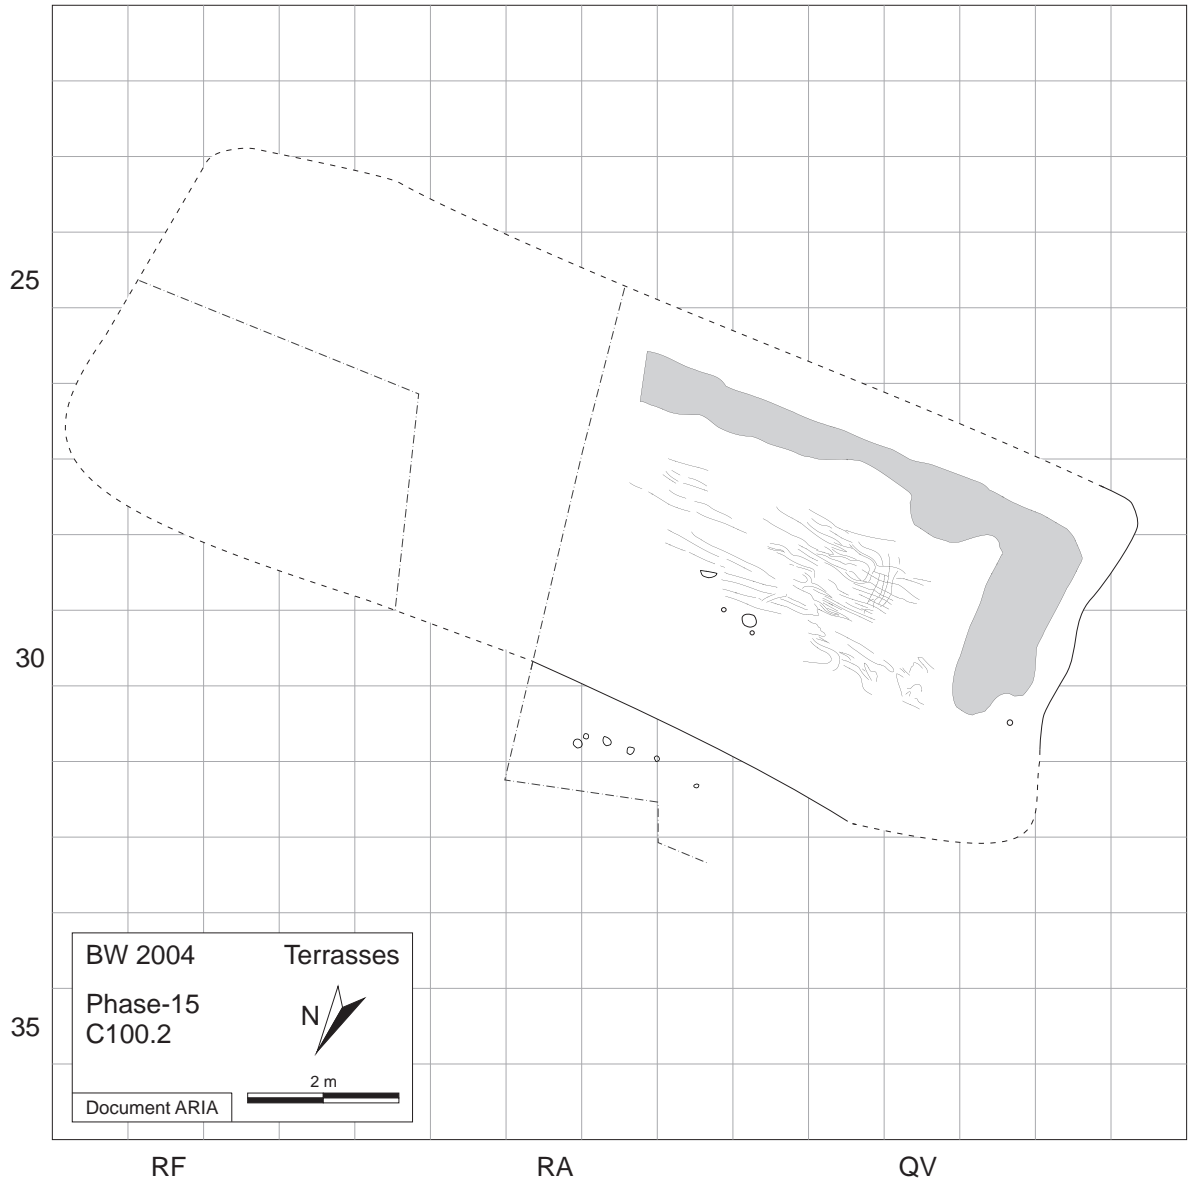 25
30
35
BW 2004 Terrasses
Phase-15
C100.2
N
2 m
Document ARIA
RF RA QV